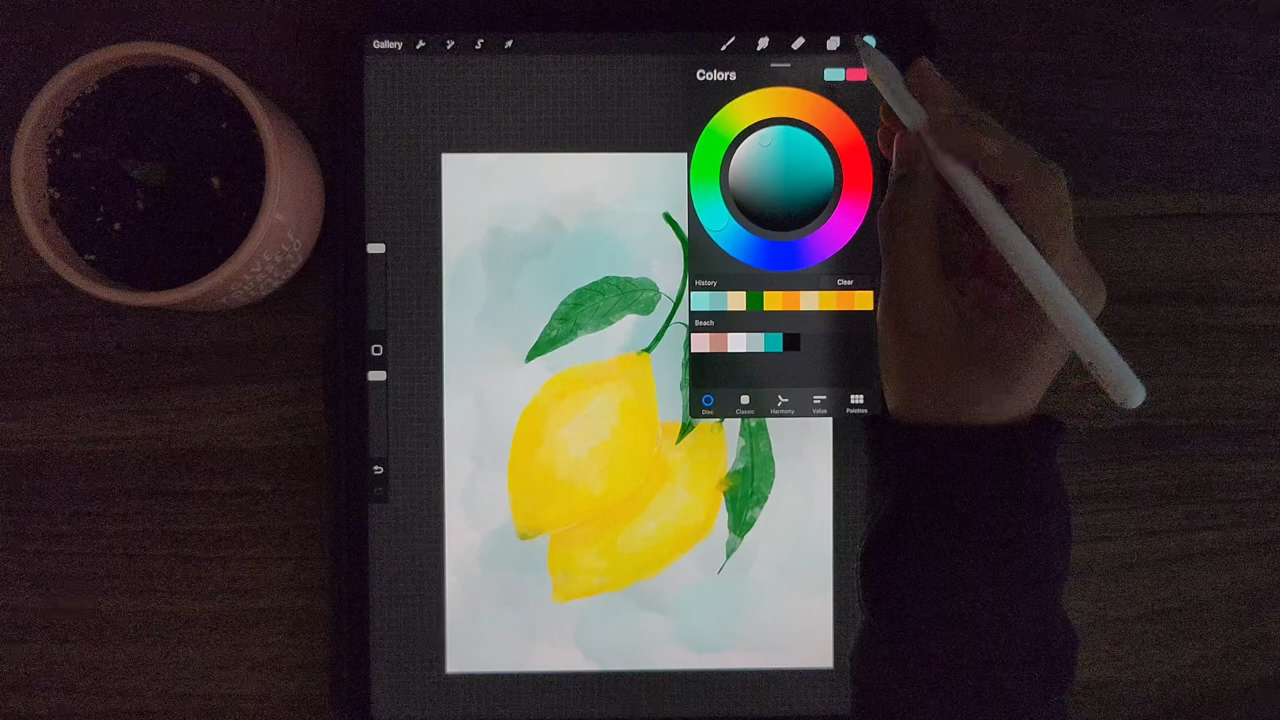 Gallery
Colors
History
Clear
Beach
Disc
Classic
Harmony
Value
Palettes